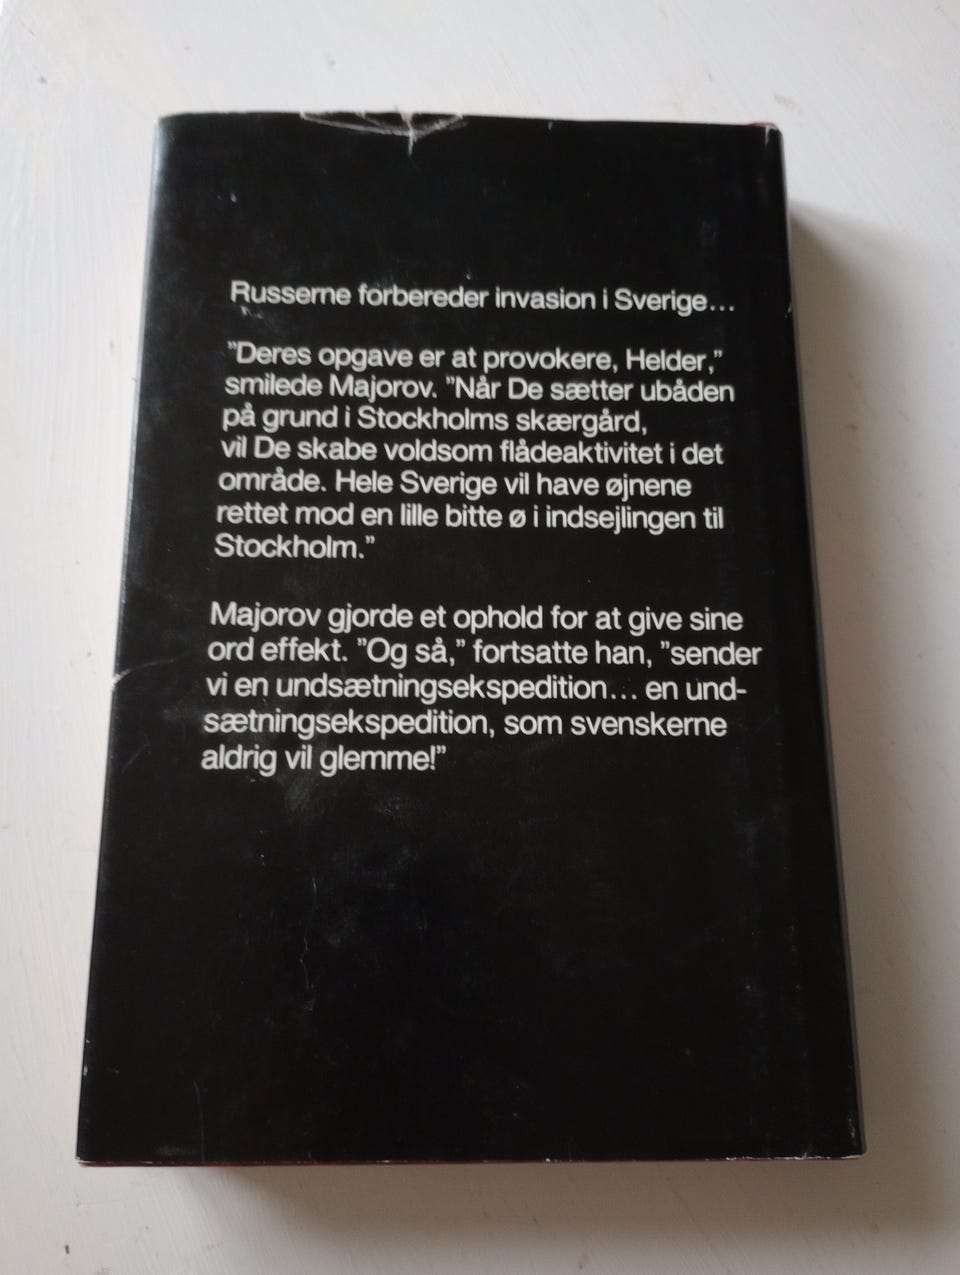 Russerne forbereder invasion i Sverige...
"Deres opgave er at provokere, Helder,"
smilede Majorov. "Når De sætter ubåden
på grund i Stockholms skærgård,
vil De skabe voldsom flådeaktivitet i det
område. Hele Sverige vil have øjnene
rettet mod en lille bitte ø i indsejlingen til
Stockholm."
Majorov gjorde et ophold for at give sine
ord effekt. "Og så," fortsatte han, "sender
vi en undsætningsekspedition... en und-
sætningsekspedition, som svenskerne
aldrig vil glemme!"